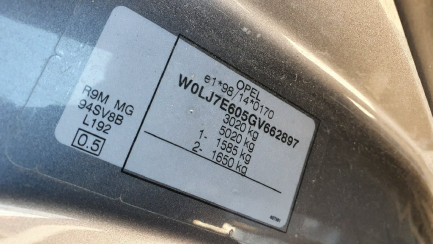 OPEL
e1*98/14*0170
W0LJ7E605GV662897
3020 kg
5020 kg
1- 1585 kg
2- 1650 kg
R9M MG
94SV8B
L192
0.5